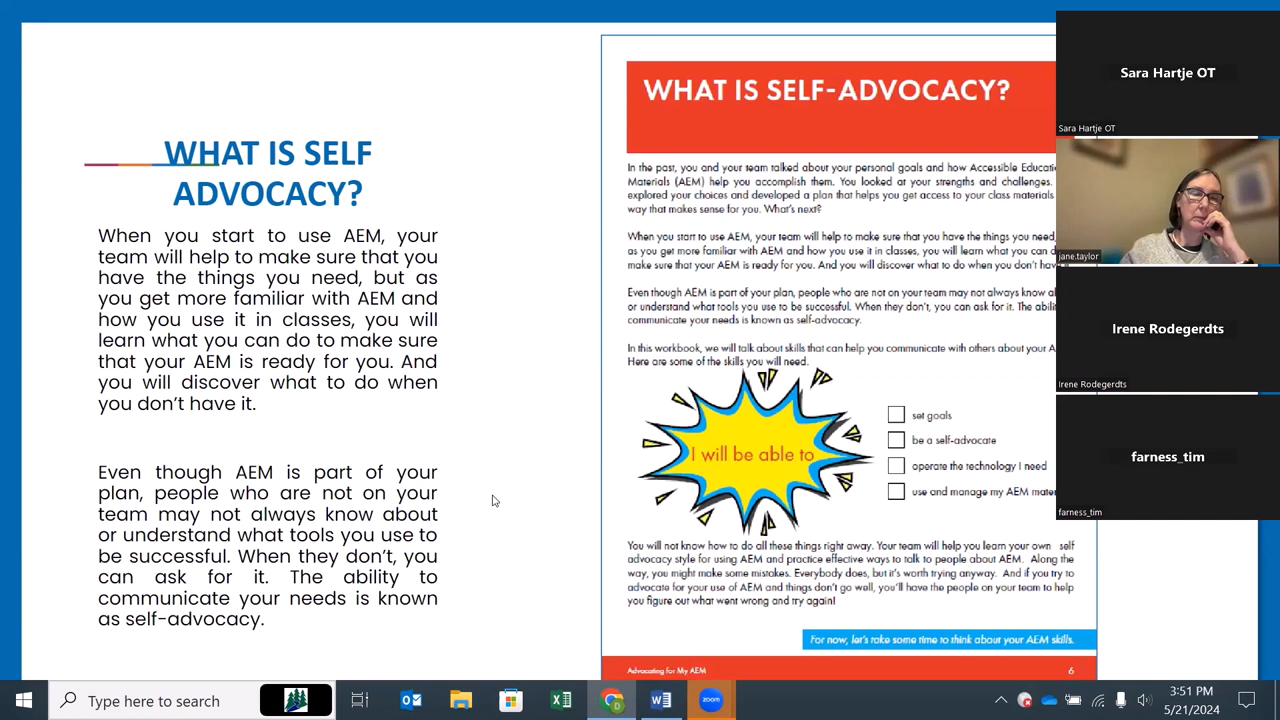 WHAT IS SELF
ADVOCACY?
When you start to use AEM, your
team will help to make sure that you
have the things you need, but as
you get more familiar with AEM and
how you use it in classes, you will
learn what you can do to make sure
that your AEM is ready for you. And
you will discover what to do when
you don't have it.
Even though AEM is part of your
plan, people who are not on your
team may not always know about
or understand what tools you use to
be successful. When they don't, you
can ask for it. The ability to
communicate your needs is known
as self-advocacy.
WHAT IS SELF-ADVOCACY?
In the past, you and your team talked about your personal goals and how Accessible
Materials (AEM) help you accomplish them. You looked at your strengths and challenges.
explored your choices and developed a plan that helps you get access to your class materials
way that makes sense for you. What's next?
When you start to use AEM, your team will help to make sure that you have the things you need,
as you get more familiar with AEM and how you use it in classes, you will learn what you can
make sure that your AEM is ready for you. And you will discover what to do when you don't
Even though AEM is part of your plan, people who are not on your team may not always know
or understand what tools you use to be successful. When they don't, you can ask for it. The
communicate your needs is known as self-advocacy.
In this workbook, we will talk about skills that can help you communicate with others about your
Here are some of the skills you will need.
I will be able to
set goals
be a self-advocate
operate the technology I need
use and manage my AEM
You will not know how to do all these things right away. Your team will help you learn your own self
advocacy style for using AEM and practice effective ways to talk to people about AEM. Along the
way, you might make some mistakes. Everybody does, but it's worth trying anyway. And if you try to
advocate for your use of AEM and things don't go well, you'll have the people on your team to help
you figure out what went wrong and try again!
For now, let's take some time to think about your AEM skills.
Advocating for My AEM 6
Sara Hartje OT
Sara Hartje OT
jane.taylor
Irene Rodegerdts
Irene Rodegerdts
farness_tim
farness_tim
Type here to search
zoom
3:51 PM
5/21/2024